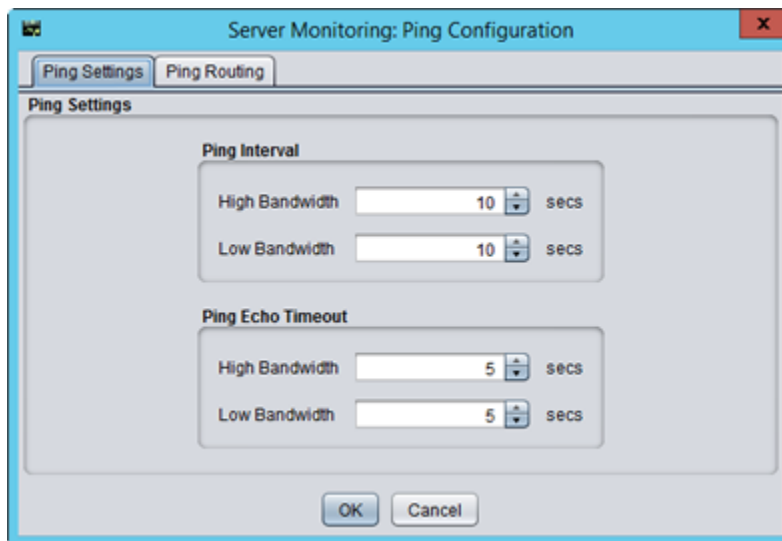 Server Monitoring: Ping Configuration
x
Ping Settings Ping Routing
Ping Settings
Ping Interval
High Bandwidth 10 secs
Low Bandwidth 10 secs
Ping Echo Timeout
High Bandwidth 5 secs
Low Bandwidth 5 secs
OK Cancel